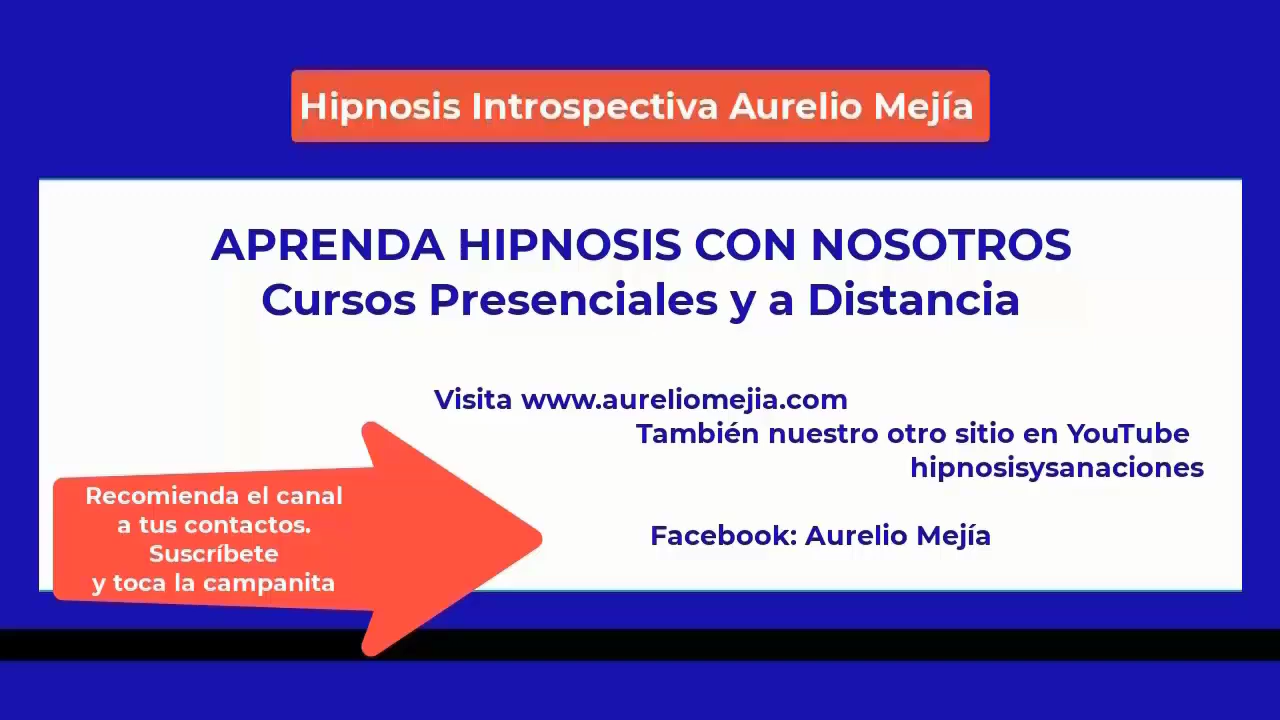 Hipnosis Introspectiva Aurelio Mejía
APRENDA HIPNOSIS CON NOSOTROS
Cursos Presenciales y a Distancia
Visita www.aureliomejia.com
También nuestro otro sitio en YouTube
hipnosisysanaciones
Facebook: Aurelio Mejía
Recomienda el canal
a tus contactos.
Suscríbete
y toca la campanita